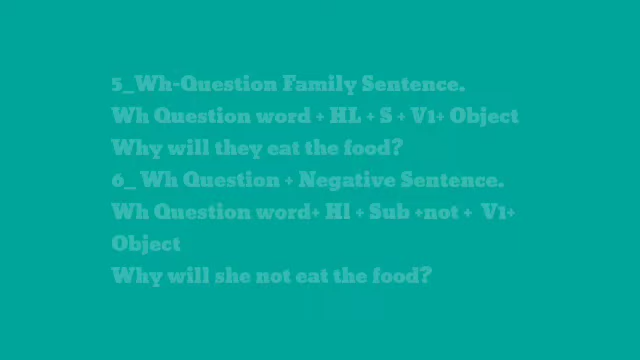 5_Wh-Question Family Sentence.
Wh Question word + HL + S + V1+ Object
Why will they eat the food?
6_ Wh Question + Negative Sentence.
Wh Question word+ Hl + Sub +not + V1+
Object
Why will she not eat the food?